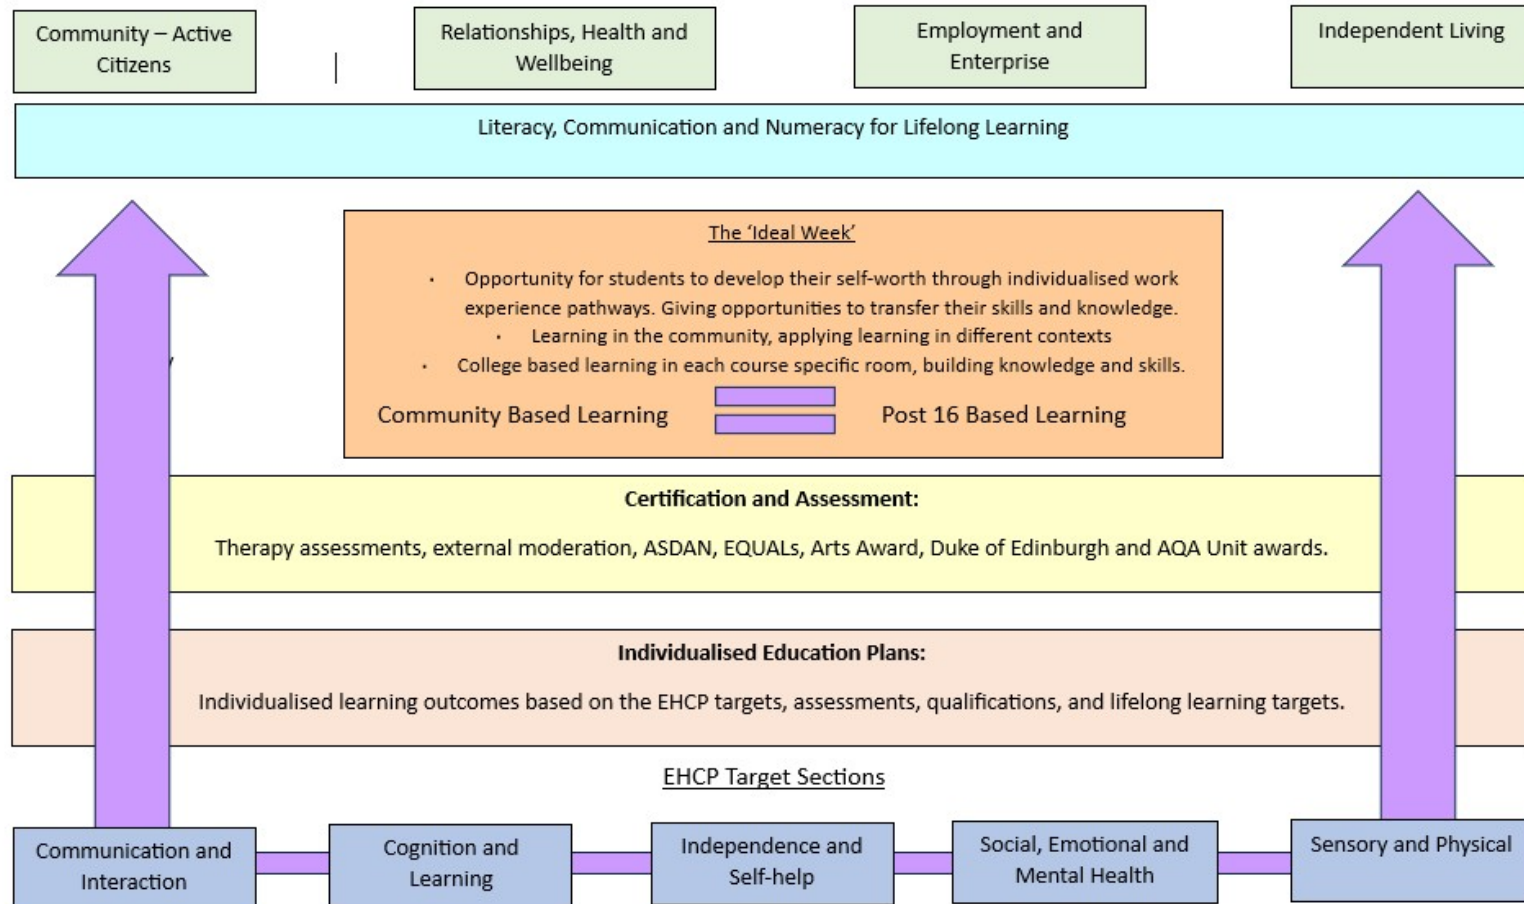 Community – Active
Citizens
Relationships, Health and
Wellbeing
Employment and
Enterprise
Independent Living
Literacy, Communication and Numeracy for Lifelong Learning
The ‘Ideal Week’
· Opportunity for students to develop their self-worth through individualised work
experience pathways. Giving opportunities to transfer their skills and knowledge.
· Learning in the community, applying learning in different contexts
· College based learning in each course specific room, building knowledge and skills.
Community Based Learning
Post 16 Based Learning
Certification and Assessment:
Therapy assessments, external moderation, ASDAN, EQUALs, Arts Award, Duke of Edinburgh and AQA Unit awards.
Individualised Education Plans:
Individualised learning outcomes based on the EHCP targets, assessments, qualifications, and lifelong learning targets.
EHCP Target Sections
Communication and
Interaction
Cognition and
Learning
Independence and
Self-help
Social, Emotional and
Mental Health
Sensory and Physical